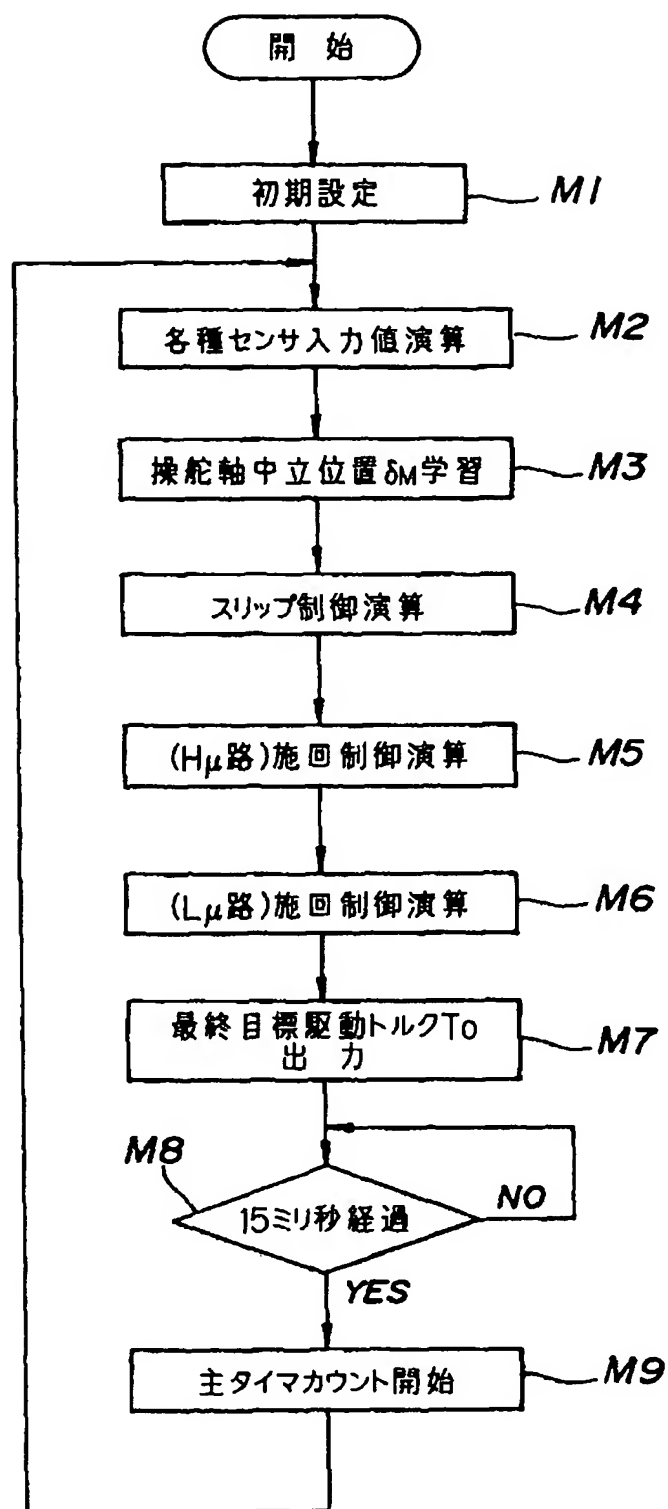 開始
初期設定
M1
各種センサ入力値演算
M2
操舵軸中立位置δM学習
M3
スリップ制御演算
M4
(Hμ路)施回制御演算
M5
(Lμ路)施回制御演算
M6
最終目標駆動トルクTo
出力
M7
M8
15ミリ秒経過
NO
YES
主タイマカウント開始
M9